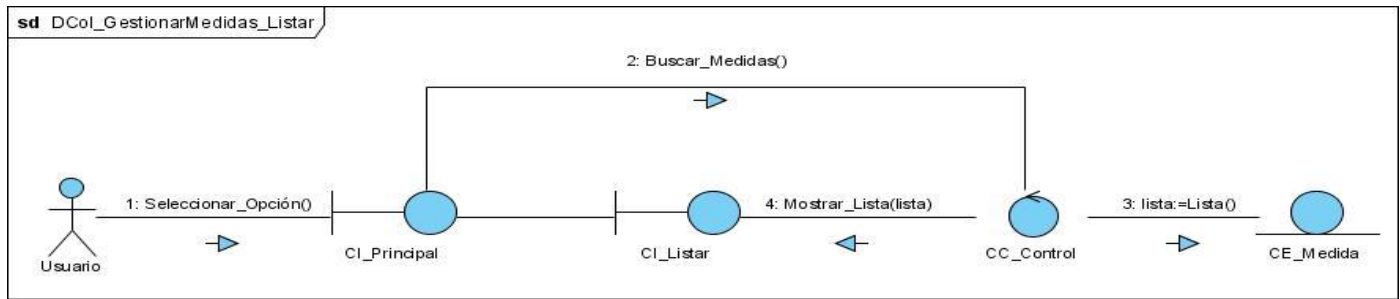 sd DCol_GestionarMedidas_Listar
2: Buscar_Medidas()
1: Seleccionar_Opción()
4: Mostrar_Lista(lista)
3: lista:=Lista()
Usuario
CI_Principal
CI_Listar
CC_Control
CE_Medida